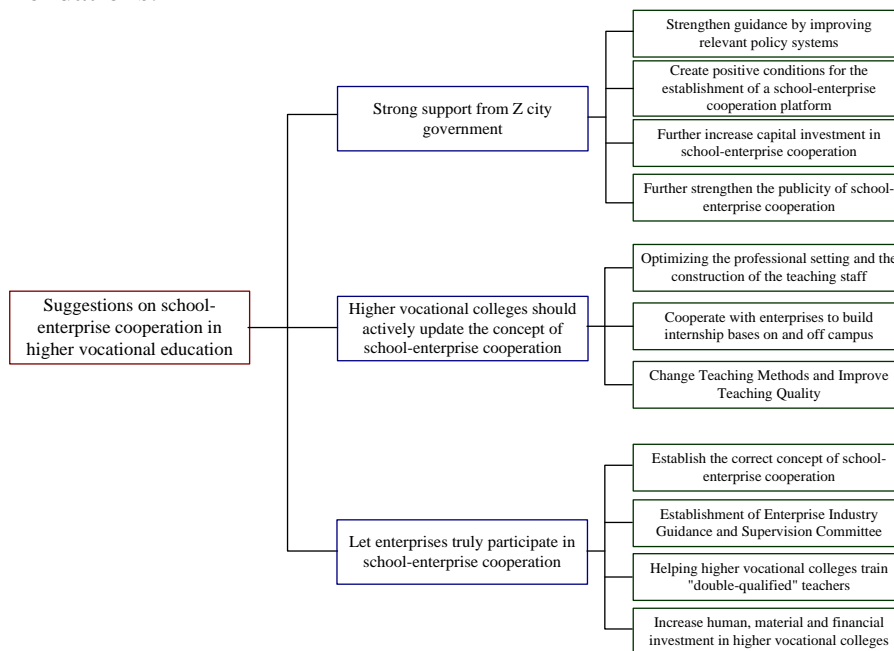 Strengthen guidance by improving
relevant policy systems
Create positive conditions for the
establishment of a school-enterprise
cooperation platform
Strong support from Z city
government
Further increase capital investment in
school-enterprise cooperation
Further strengthen the publicity of school-
enterprise cooperation
Optimizing the professional setting and the
construction of the teaching staff
Suggestions on school-
enterprise cooperation in
higher vocational education
Higher vocational colleges should
actively update the concept of
school-enterprise cooperation
Cooperate with enterprises to build
internship bases on and off campus
Change Teaching Methods and Improve
Teaching Quality
Establish the correct concept of school-
enterprise cooperation
Let enterprises truly participate in
school-enterprise cooperation
Establishment of Enterprise Industry
Guidance and Supervision Committee
Helping higher vocational colleges train
"double-qualified" teachers
Increase human, material and financial
investment in higher vocational colleges